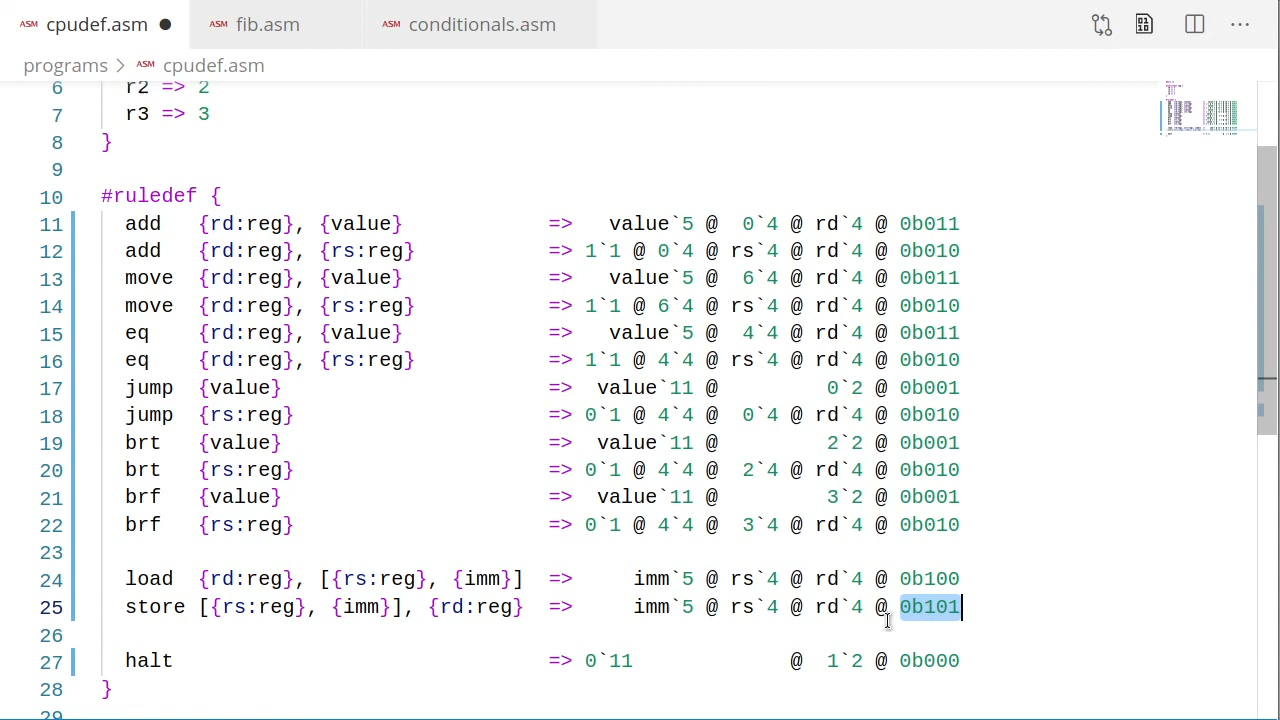 ASM cpudef.asm ● ASM fib.asm ASM conditionals.asm
programs > ASM cpudef.asm
6 r2 => 2
7 r3 => 3
8 }
9
10 #ruledef {
11 add {rd:reg}, {value} => value`5 @ 0`4 @ rd`4 @ 0b011
12 add {rd:reg}, {rs:reg} => 1`1 @ 0`4 @ rs`4 @ rd`4 @ 0b010
13 move {rd:reg}, {value} => value`5 @ 6`4 @ rd`4 @ 0b011
14 move {rd:reg}, {rs:reg} => 1`1 @ 6`4 @ rs`4 @ rd`4 @ 0b010
15 eq {rd:reg}, {value} => value`5 @ 4`4 @ rd`4 @ 0b011
16 eq {rd:reg}, {rs:reg} => 1`1 @ 4`4 @ rs`4 @ rd`4 @ 0b010
17 jump {value} => value`11 @ 0`2 @ 0b001
18 jump {rs:reg} => 0`1 @ 4`4 @ 0`4 @ rd`4 @ 0b010
19 brt {value} => value`11 @ 2`2 @ 0b001
20 brt {rs:reg} => 0`1 @ 4`4 @ 2`4 @ rd`4 @ 0b010
21 brf {value} => value`11 @ 3`2 @ 0b001
22 brf {rs:reg} => 0`1 @ 4`4 @ 3`4 @ rd`4 @ 0b010
23
24 load {rd:reg}, [{rs:reg}, {imm}] => imm`5 @ rs`4 @ rd`4 @ 0b100
25 store [{rs:reg}, {imm}], {rd:reg} => imm`5 @ rs`4 @ rd`4 @ 0b101
26
27 halt => 0`11 @ 1`2 @ 0b000
28 }
29